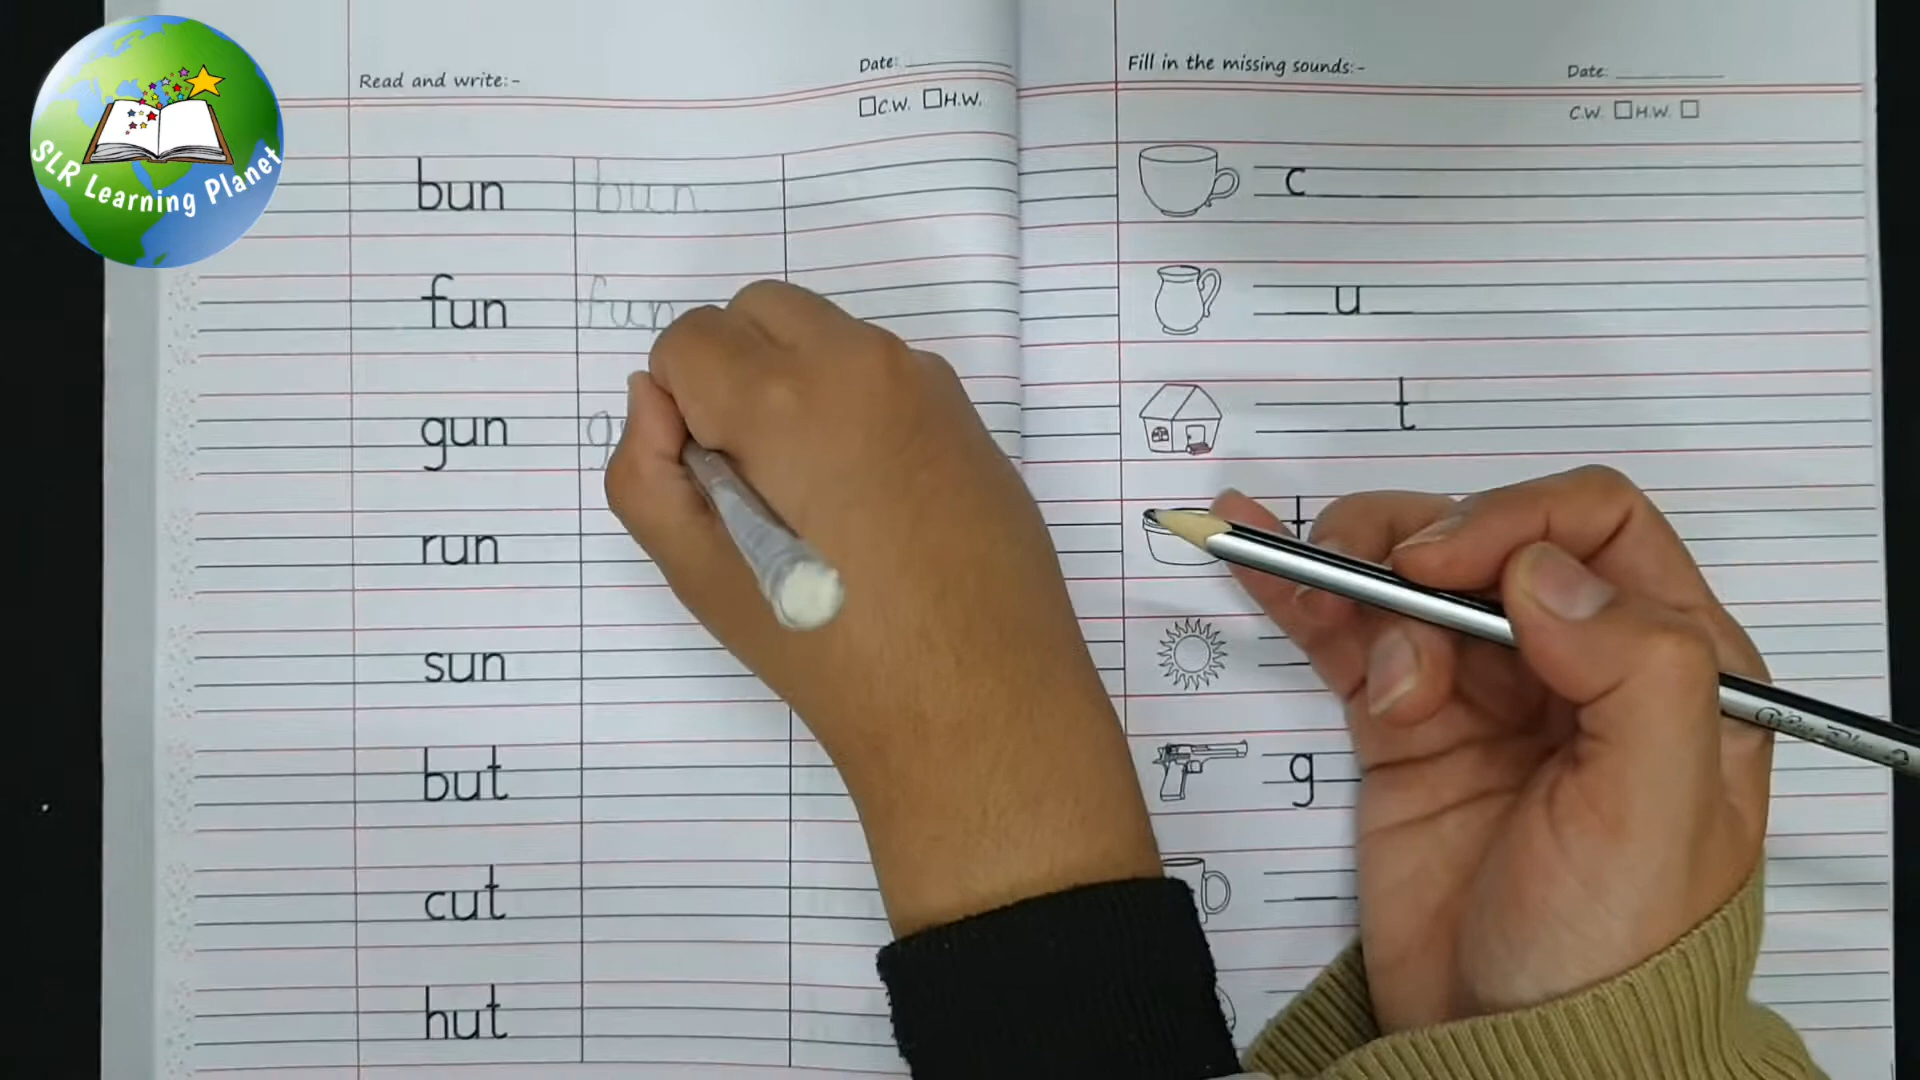 SLR Learning Planet
Read and write:-
Date:
C.W. H.W.
bun bun
fun fun
gun g
run
sun
but
cut
hut
Fill in the missing sounds:-
Date:
C.W. H.W.
c
u
t
t
g